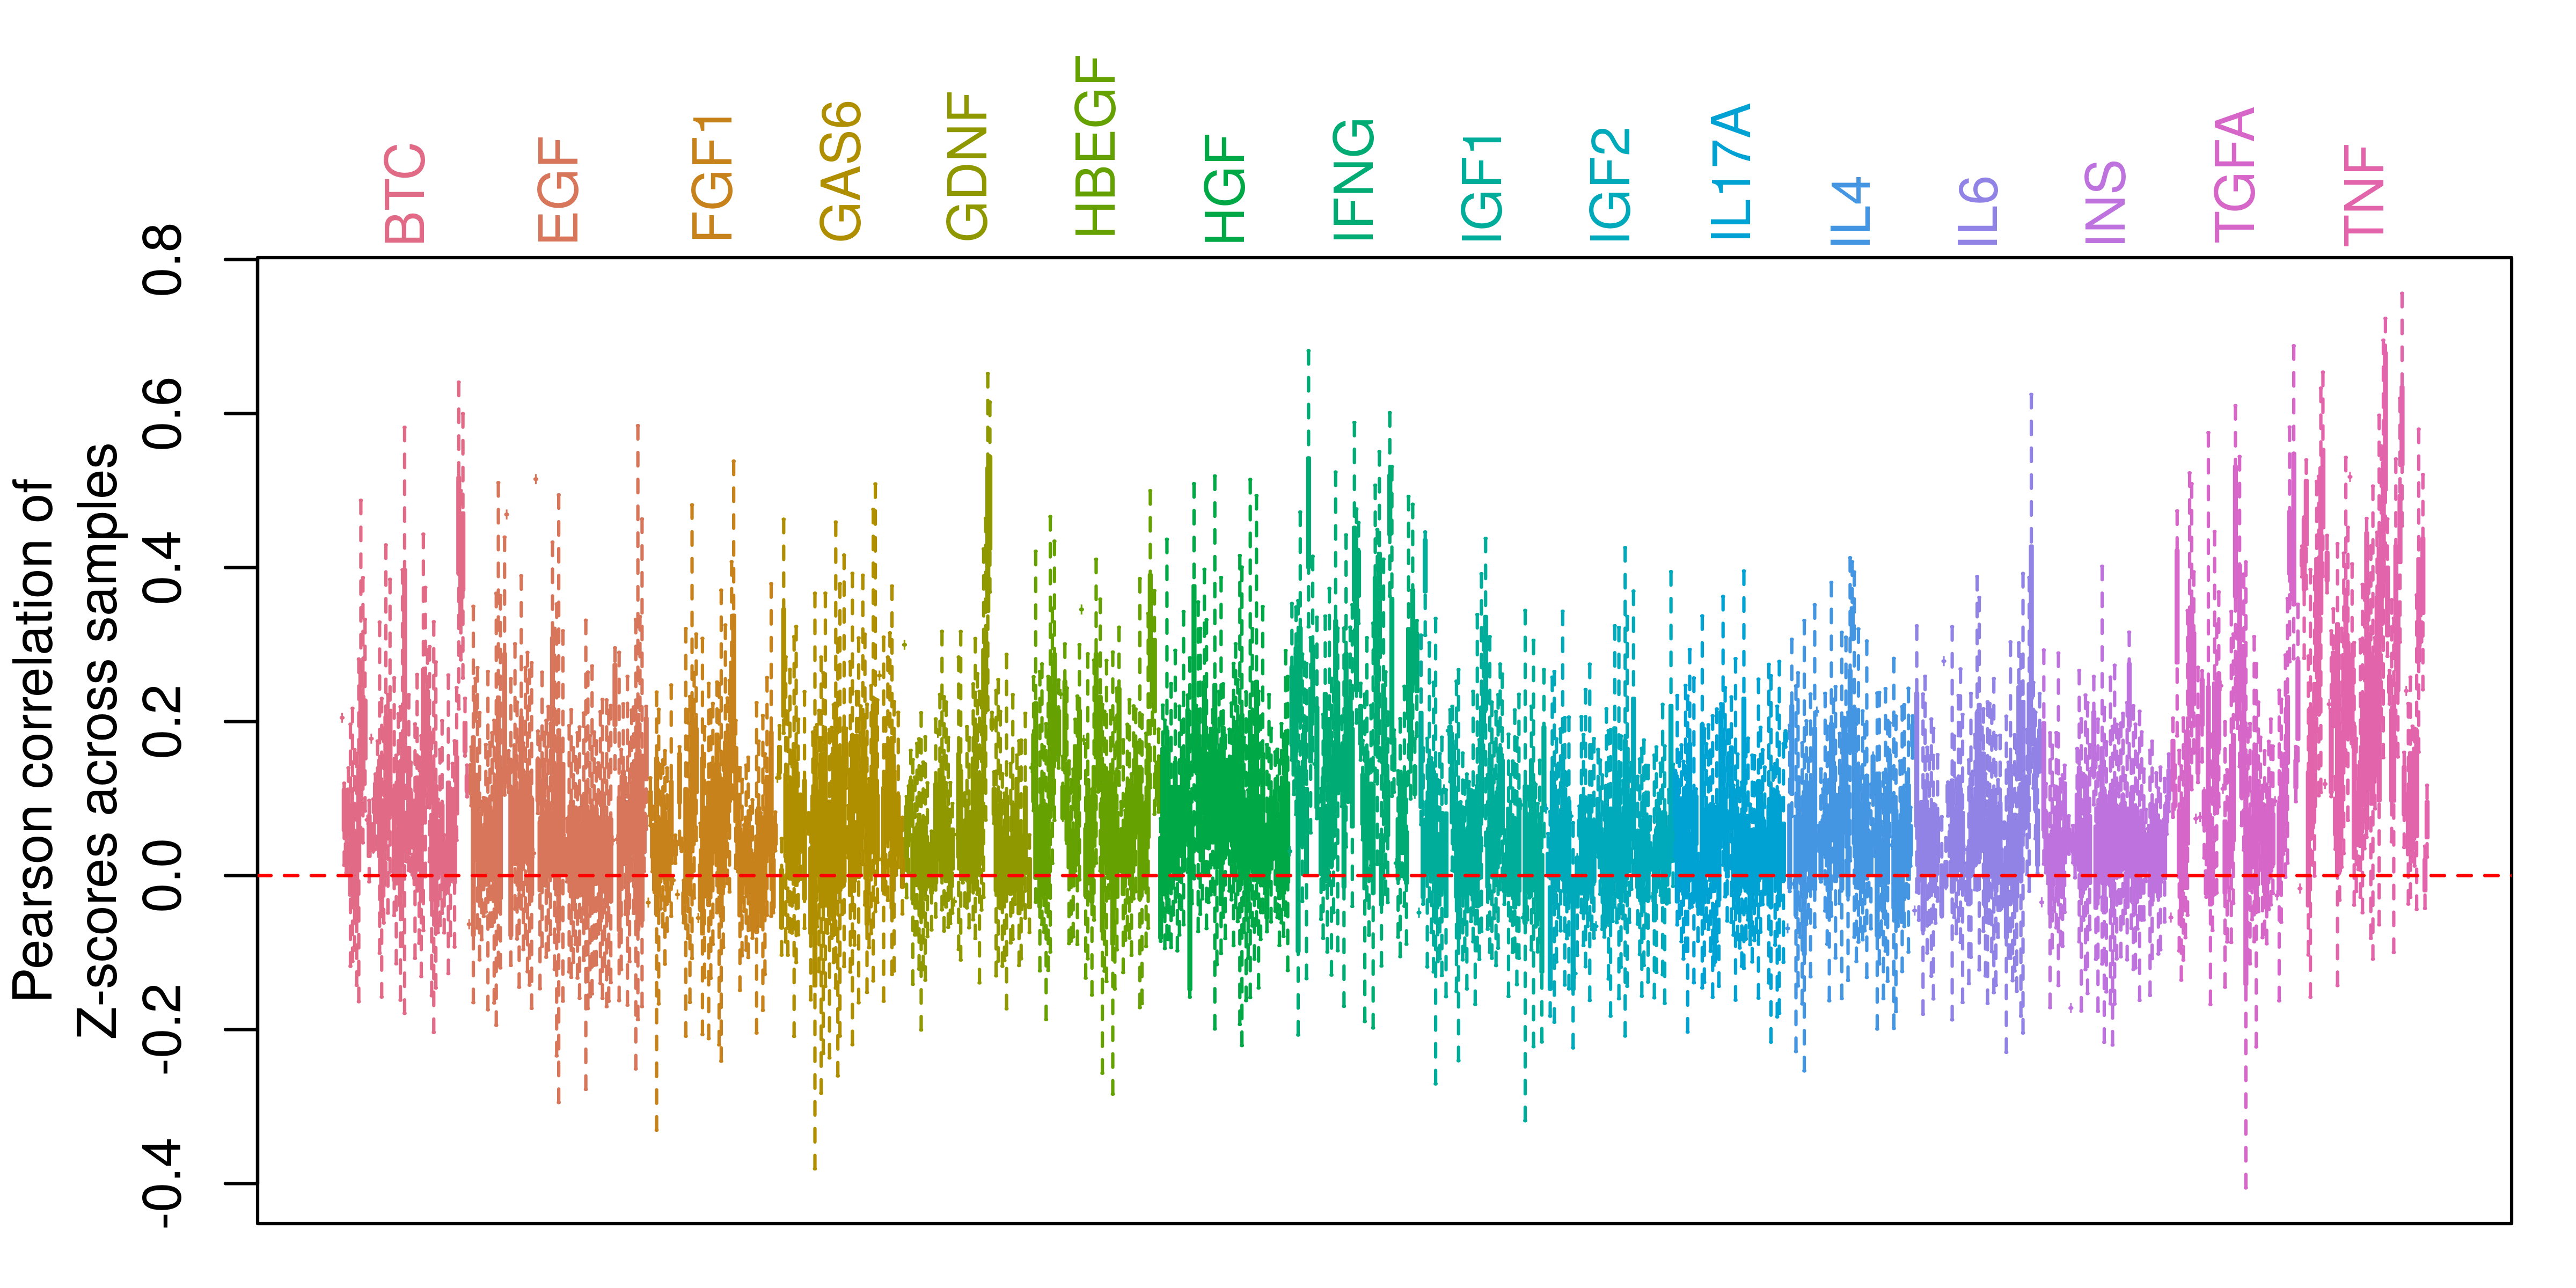 BTC
EGF
FGF1
GAS6
GDNF
HBEGF
HGF
IFNG
IGF1
IGF2
IL17A
IL4
IL6
INS
TGFA
TNF
Pearson correlation of
Z-scores across samples
0.8
0.6
0.4
0.2
0.0
-0.2
-0.4